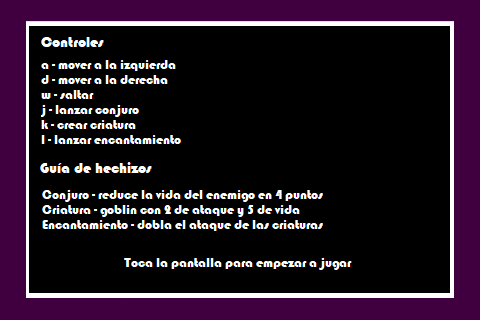 Controles
a - mover a la izquierda
d - mover a la derecha
w - saltar
j - lanzar conjuro
k - crear criatura
l - lanzar encantamiento
Guía de hechizos
Conjuro - reduce la vida del enemigo en 4 puntos
Criatura - goblin con 2 de ataque y 5 de vida
Encantamiento - dobla el ataque de las criaturas
Toca la pantalla para empezar a jugar